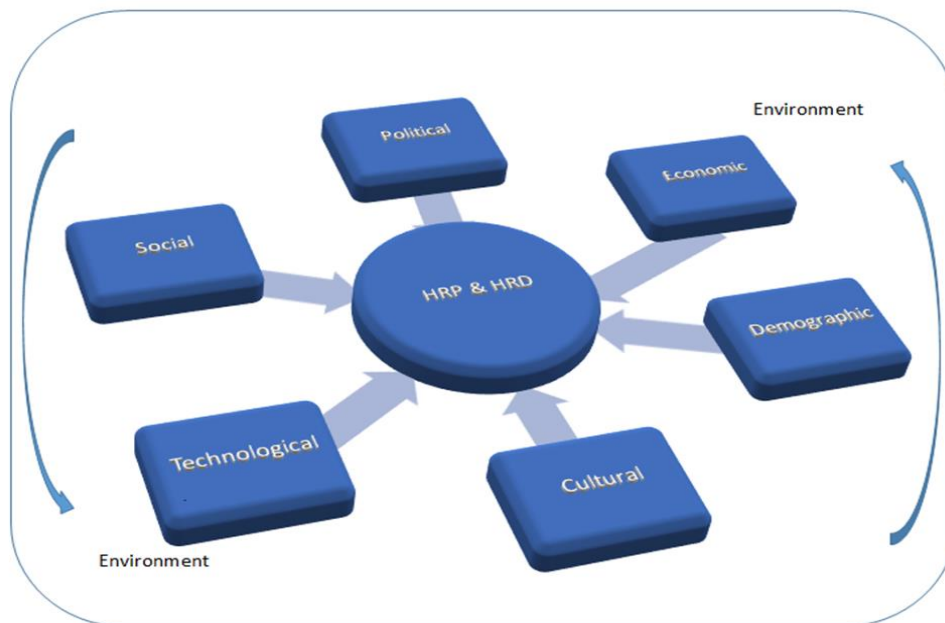 Political
Environment
Economic
Social
HRP & HRD
Demographic
Technological
Cultural
Environment